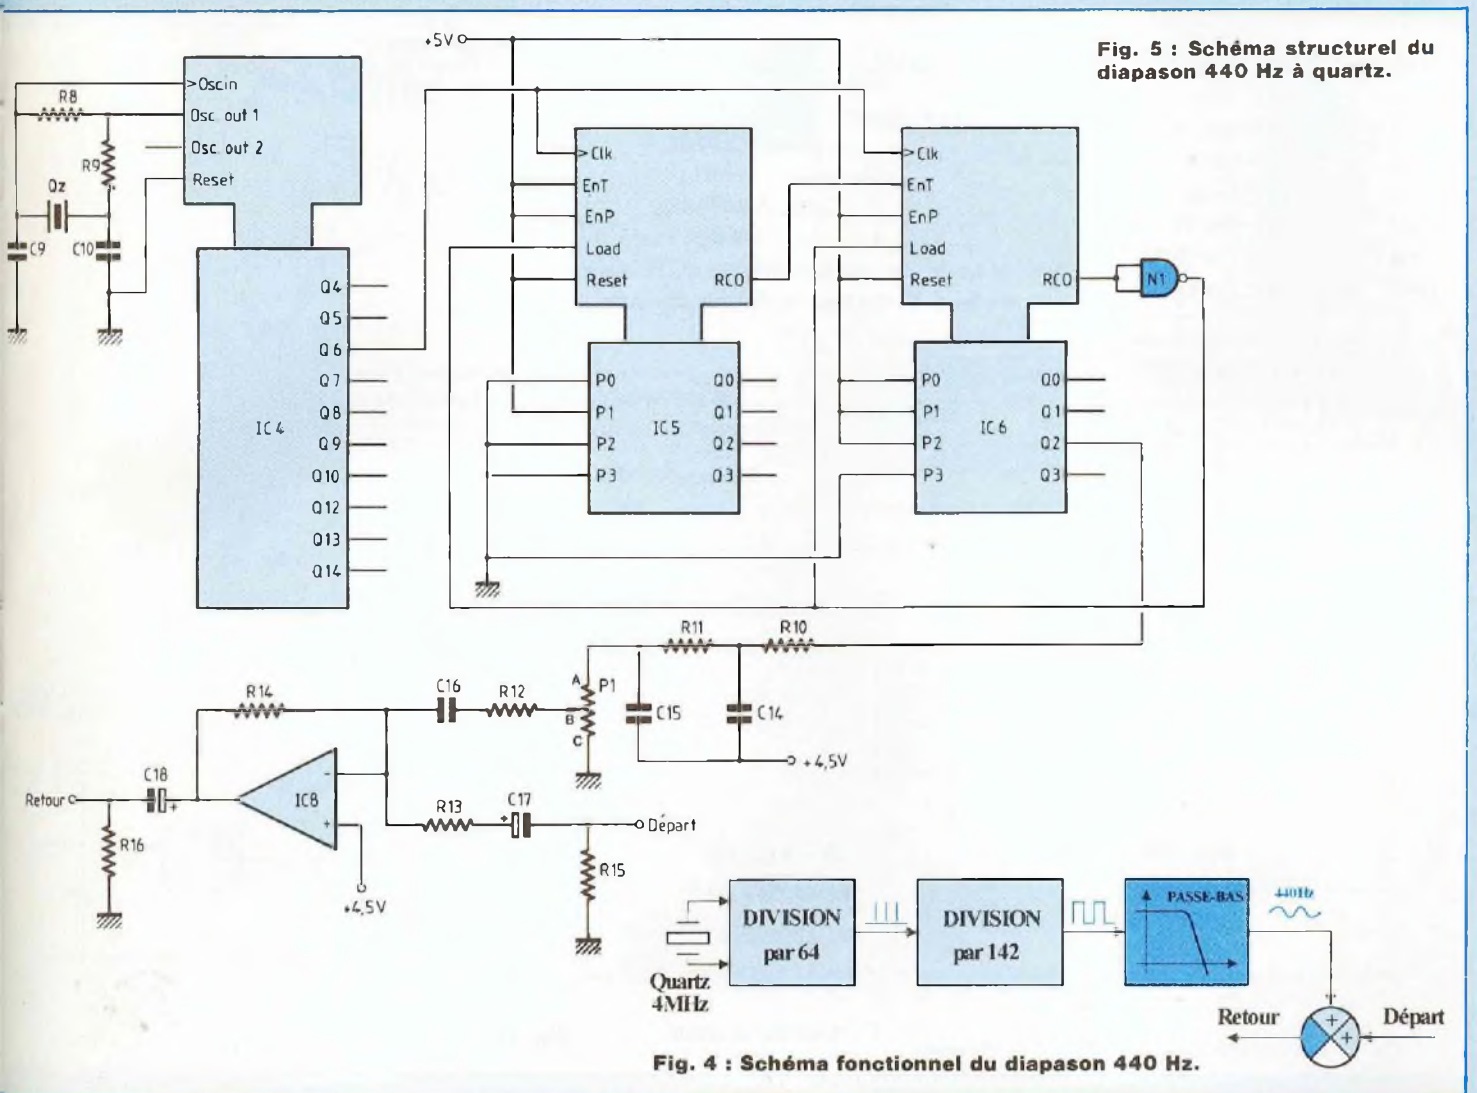 Fig. 5 : Schéma structurel du
diapason 440 Hz à quartz.
+5V
>Oscin
Osc. out 1
Osc. out 2
Reset
R8
R9
Qz
C9
C10
Q4
Q5
Q6
Q7
Q8
Q9
Q10
Q12
Q13
Q14
IC4
>Clk
EnT
EnP
Load
Reset
RCO
P0
P1
P2
P3
IC5
Q0
Q1
Q2
Q3
>Clk
EnT
EnP
Load
Reset
RCO
N1
P0
P1
P2
P3
IC6
Q0
Q1
Q2
Q3
R11
R10
R14
C16
R12
A
B
C
P1
C15
C14
+4,5V
C18
+
Retour
R16
IC8
-
+
+4,5V
R13
C17
+
Départ
R15
Quartz
4MHz
DIVISION
par 64
DIVISION
par 142
PASSE-BAS
440Hz
Retour
+
+
Départ
Fig. 4 : Schéma fonctionnel du diapason 440 Hz.